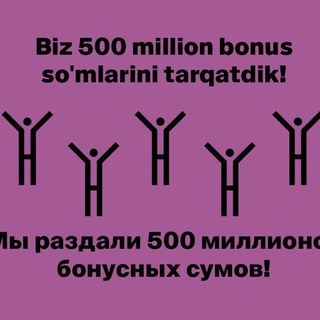 Biz 500 million bonus
so'mlarini tarqatdik!
Мы раздали 500 миллионо
бонусных сумов!